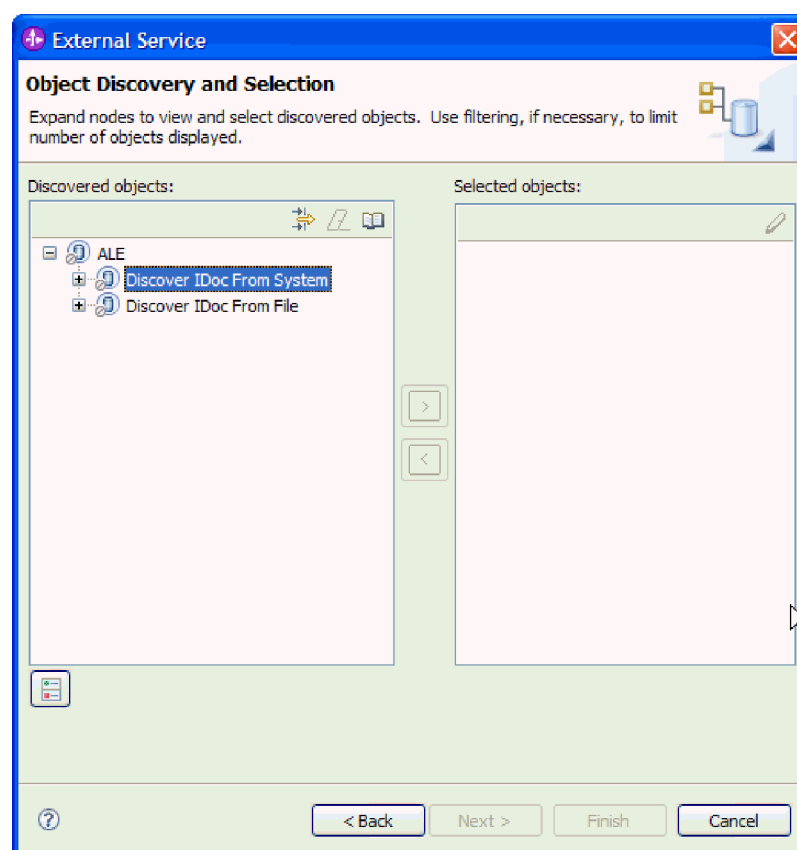 External Service
Object Discovery and Selection
Expand nodes to view and select discovered objects. Use filtering, if necessary, to limit
number of objects displayed.
Discovered objects:
Selected objects:
ALE
Discover IDoc From System
Discover IDoc From File
>
<
< Back
Next >
Finish
Cancel